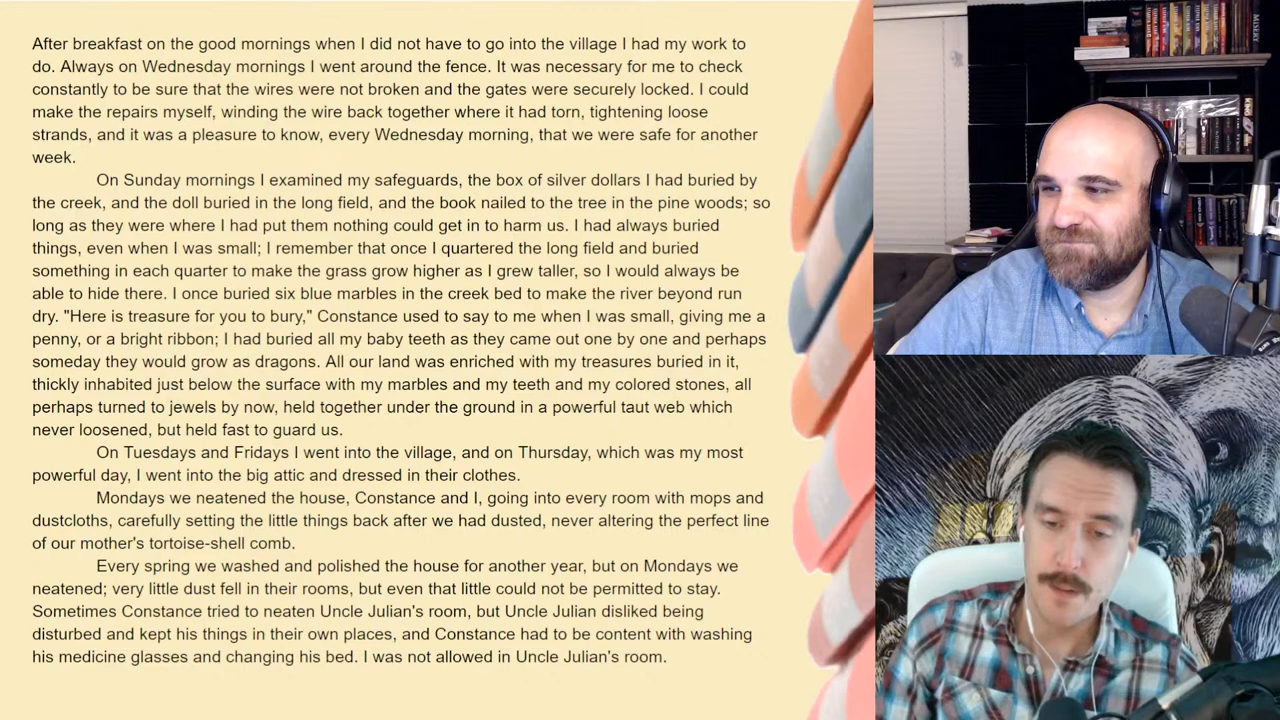 After breakfast on the good mornings when I did not have to go into the village I had my work to
do. Always on Wednesday mornings I went around the fence. It was necessary for me to check
constantly to be sure that the wires were not broken and the gates were securely locked. I could
make the repairs myself, winding the wire back together where it had torn, tightening loose
strands, and it was a pleasure to know, every Wednesday morning, that we were safe for another
week.
On Sunday mornings I examined my safeguards, the box of silver dollars I had buried by
the creek, and the doll buried in the long field, and the book nailed to the tree in the pine woods; so
long as they were where I had put them nothing could get in to harm us. I had always buried
things, even when I was small; I remember that once I quartered the long field and buried
something in each quarter to make the grass grow higher as I grew taller, so I would always be
able to hide there. I once buried six blue marbles in the creek bed to make the river beyond run
dry. "Here is treasure for you to bury," Constance used to say to me when I was small, giving me a
penny, or a bright ribbon; I had buried all my baby teeth as they came out one by one and perhaps
someday they would grow as dragons. All our land was enriched with my treasures buried in it,
thickly inhabited just below the surface with my marbles and my teeth and my colored stones, all
perhaps turned to jewels by now, held together under the ground in a powerful taut web which
never loosened, but held fast to guard us.
On Tuesdays and Fridays I went into the village, and on Thursday, which was my most
powerful day, I went into the big attic and dressed in their clothes.
Mondays we neatened the house, Constance and I, going into every room with mops and
dustcloths, carefully setting the little things back after we had dusted, never altering the perfect line
of our mother's tortoise-shell comb.
Every spring we washed and polished the house for another year, but on Mondays we
neatened; very little dust fell in their rooms, but even that little could not be permitted to stay.
Sometimes Constance tried to neaten Uncle Julian's room, but Uncle Julian disliked being
disturbed and kept his things in their own places, and Constance had to be content with washing
his medicine glasses and changing his bed. I was not allowed in Uncle Julian's room.
MISERY
KING